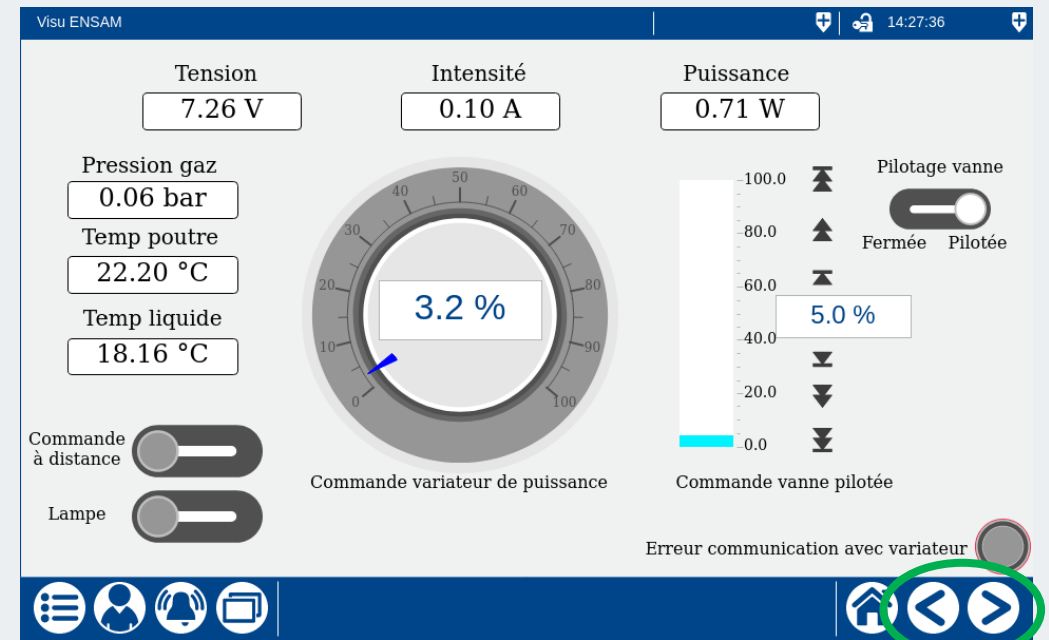 Visu ENSAM
14:27:36
Tension
7.26 V
Intensité
0.10 A
Puissance
0.71 W
Pression gaz
0.06 bar
Temp poutre
22.20 °C
Temp liquide
18.16 °C
0
10
20
30
40
50
60
70
80
90
100
3.2 %
Commande variateur de puissance
100.0
80.0
60.0
40.0
20.0
0.0
5.0 %
Commande vanne pilotée
Pilotage vanne
Fermée Pilotée
Commande
à distance
Lampe
Erreur communication avec variateur